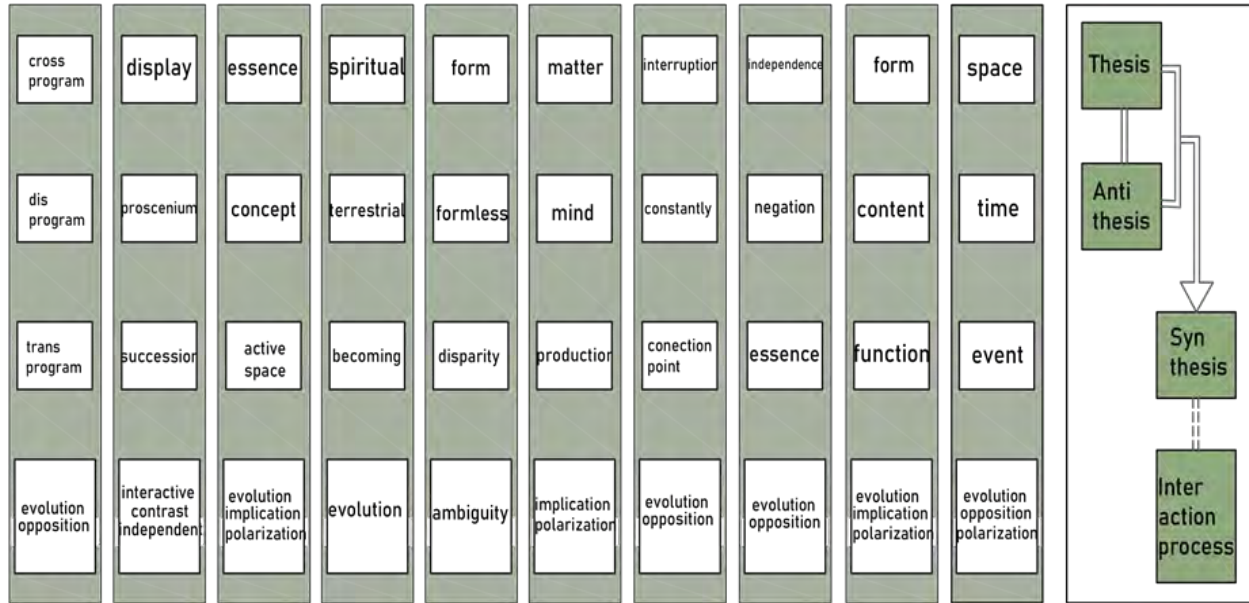 cross
program
display
essence
spiritual
form
matter
interruption
independence
form
space
dis
program
proscenium
concept
terrestrial
formless
mind
constantly
negation
content
time
trans
program
succession
active
space
becoming
disparity
production
conection
point
essence
function
event
evolution
opposition
interactive
contrast
independent
evolution
implication
polarization
evolution
ambiguity
implication
polarization
evolution
opposition
evolution
opposition
evolution
implication
polarization
evolution
opposition
polarization
Thesis
Anti
thesis
Syn
thesis
Inter
action
process